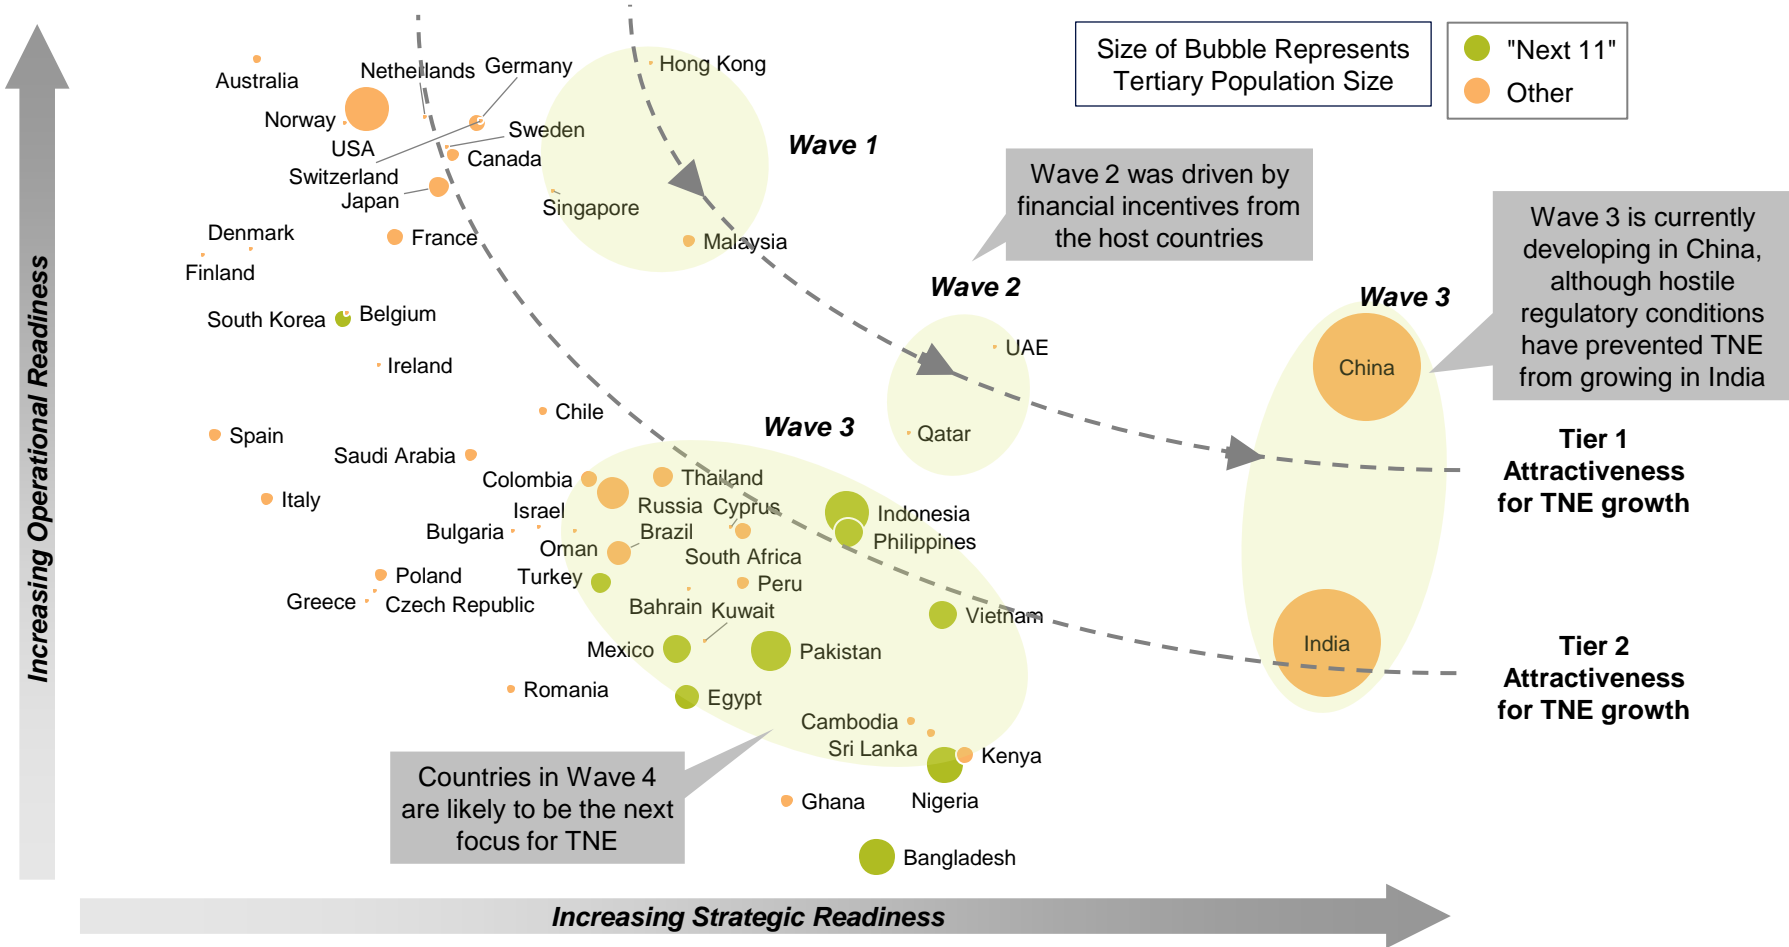 Size of Bubble Represents
Tertiary Population Size
"Next 11"
Other
Increasing Operational Readiness
Australia
Netherlands
Germany
Hong Kong
Norway
USA
Sweden
Canada
Switzerland
Japan
Singapore
Wave 1
Malaysia
Denmark
France
Finland
Wave 2 was driven by
financial incentives from
the host countries
Wave 2
Wave 3 is currently
developing in China,
although hostile
regulatory conditions
have prevented TNE
from growing in India
Wave 3
South Korea
Belgium
UAE
China
Ireland
Chile
Spain
Qatar
Wave 3
Saudi Arabia
Tier 1
Attractiveness
for TNE growth
Colombia
Thailand
Italy
Israel
Russia
Cyprus
Indonesia
Bulgaria
Brazil
Philippines
Oman
South Africa
Poland
Turkey
Peru
Greece
Czech Republic
Bahrain
Kuwait
Vietnam
Mexico
Pakistan
India
Tier 2
Attractiveness
for TNE growth
Romania
Egypt
Cambodia
Sri Lanka
Kenya
Countries in Wave 4
are likely to be the next
focus for TNE
Ghana
Nigeria
Bangladesh
Increasing Strategic Readiness